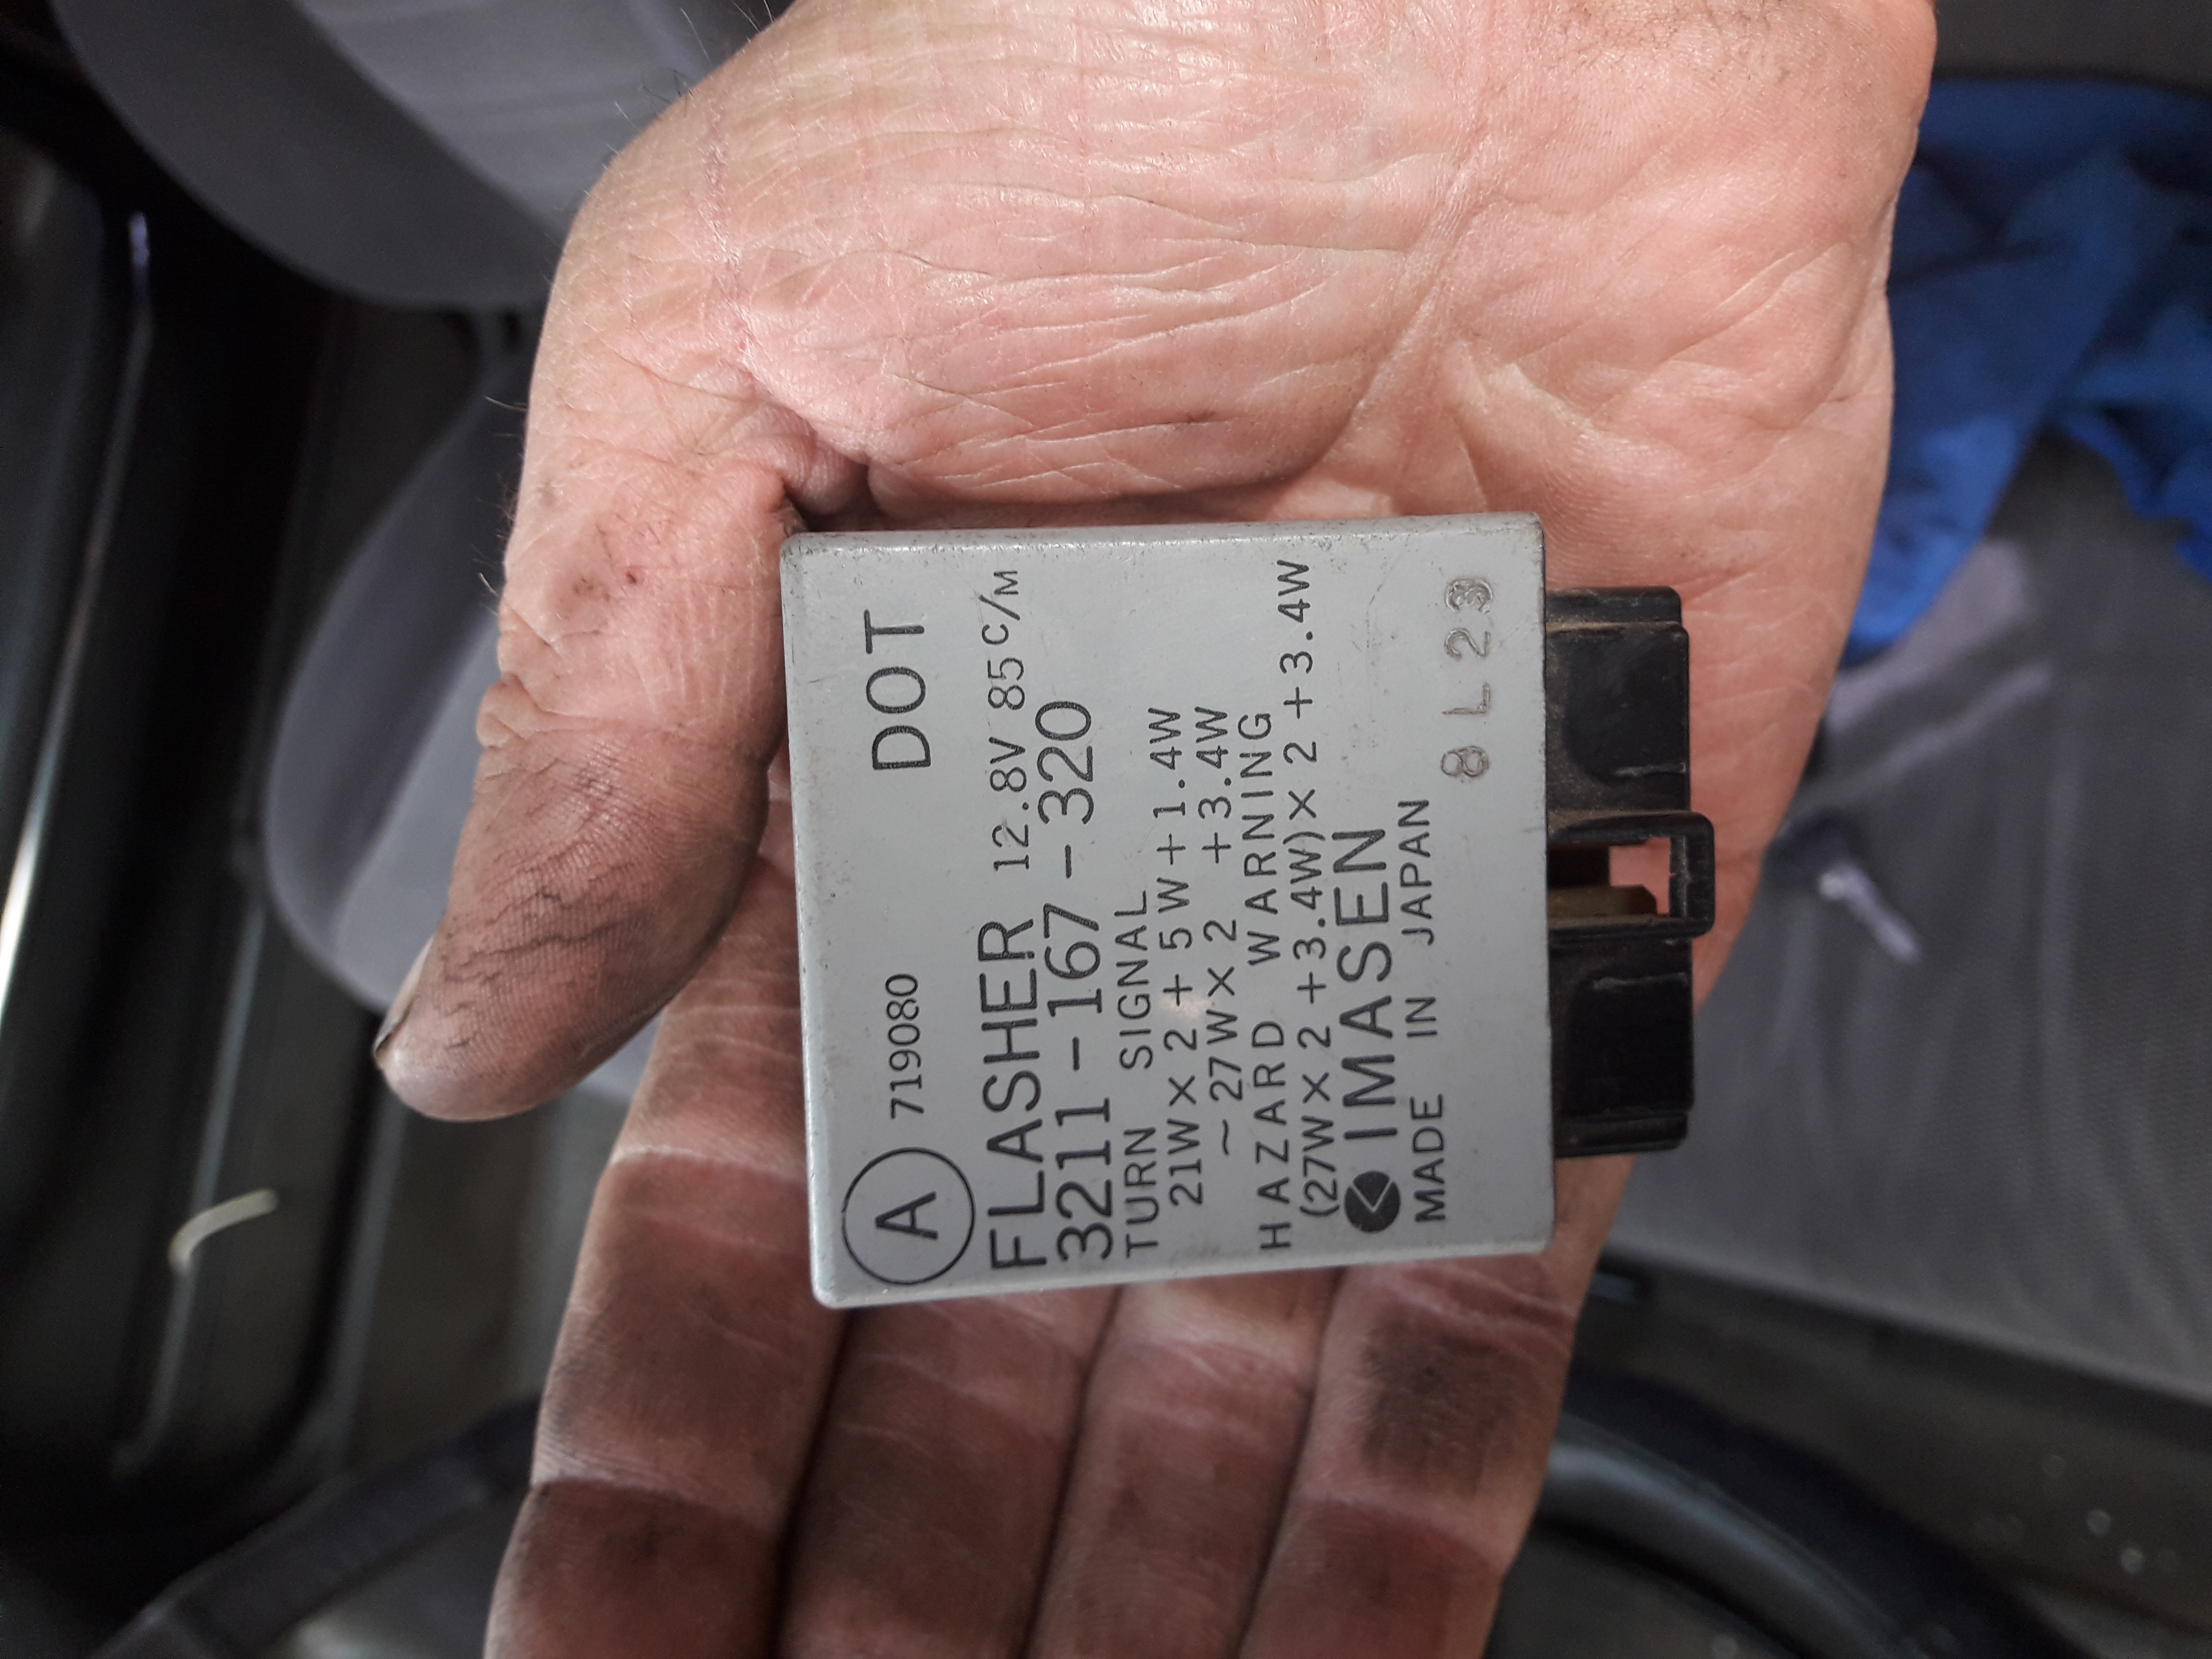 A 719080 DOT
FLASHER 12.8V 85C/M
3211-167-320
TURN SIGNAL
21W×2+5W+1.4W
~27W×2 +3.4W
HAZARD WARNING
(27W×2+3.4W)×2+3.4W
IMASEN
MADE IN JAPAN
8L23